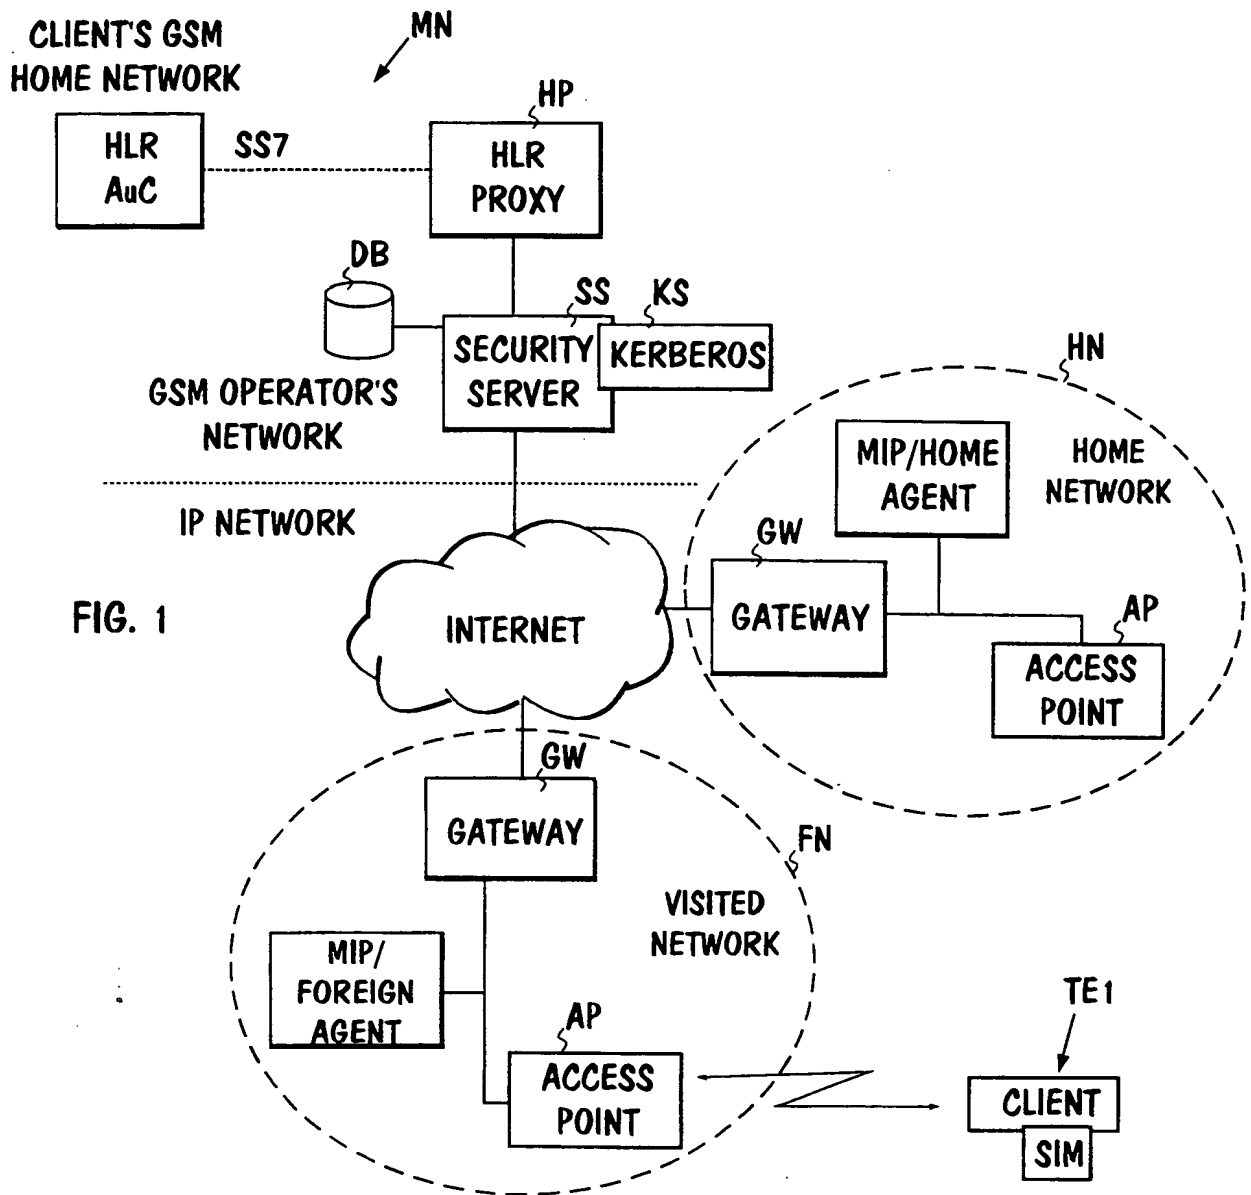 CLIENT'S GSM
HOME NETWORK
MN
HLR
AuC
SS7
HP
HLR
PROXY
DB
SS
KS
SECURITY
SERVER
KERBEROS
GSM OPERATOR'S
NETWORK
HN
MIP/HOME
AGENT
HOME
NETWORK
IP NETWORK
GW
GATEWAY
AP
ACCESS
POINT
FIG. 1
INTERNET
GW
GATEWAY
FN
VISITED
NETWORK
MIP/
FOREIGN
AGENT
AP
ACCESS
POINT
TE1
CLIENT
SIM